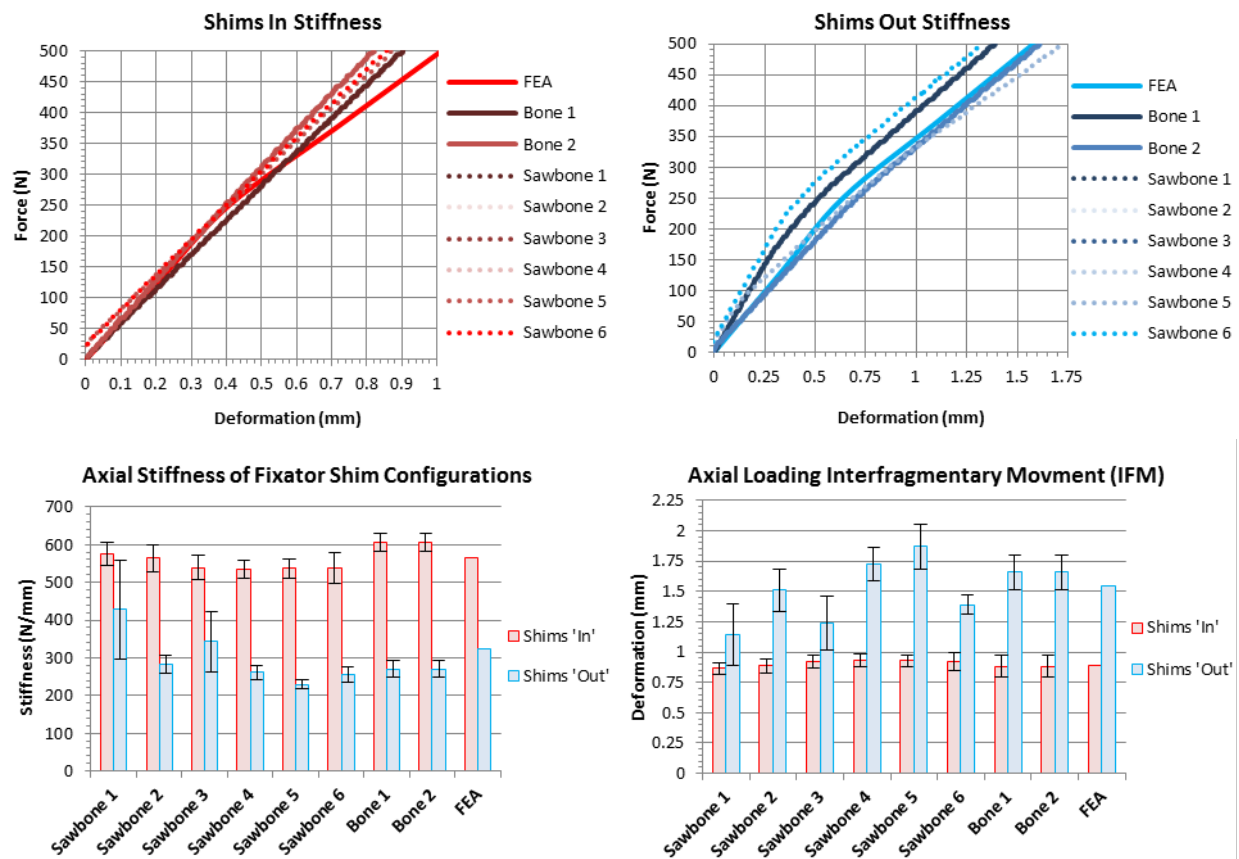 Shims In Stiffness
500
450
400
350
300
250
200
150
100
50
0
Force (N)
0 0.1 0.2 0.3 0.4 0.5 0.6 0.7 0.8 0.9 1
Deformation (mm)
FEA
Bone 1
Bone 2
Sawbone 1
Sawbone 2
Sawbone 3
Sawbone 4
Sawbone 5
Sawbone 6
Shims Out Stiffness
500
450
400
350
300
250
200
150
100
50
0
Force (N)
0 0.25 0.5 0.75 1 1.25 1.5 1.75
Deformation (mm)
FEA
Bone 1
Bone 2
Sawbone 1
Sawbone 2
Sawbone 3
Sawbone 4
Sawbone 5
Sawbone 6
Axial Stiffness of Fixator Shim Configurations
700
600
500
400
300
200
100
0
Stiffness (N/mm)
Sawbone 1 Sawbone 2 Sawbone 3 Sawbone 4 Sawbone 5 Sawbone 6 Bone 1 Bone 2 FEA
Shims 'In'
Shims 'Out'
Axial Loading Interfragmentary Movment (IFM)
2.25
2
1.75
1.5
1.25
1
0.75
0.5
0.25
0
Deformation (mm)
Sawbone 1 Sawbone 2 Sawbone 3 Sawbone 4 Sawbone 5 Sawbone 6 Bone 1 Bone 2 FEA
Shims 'In'
Shims 'Out'